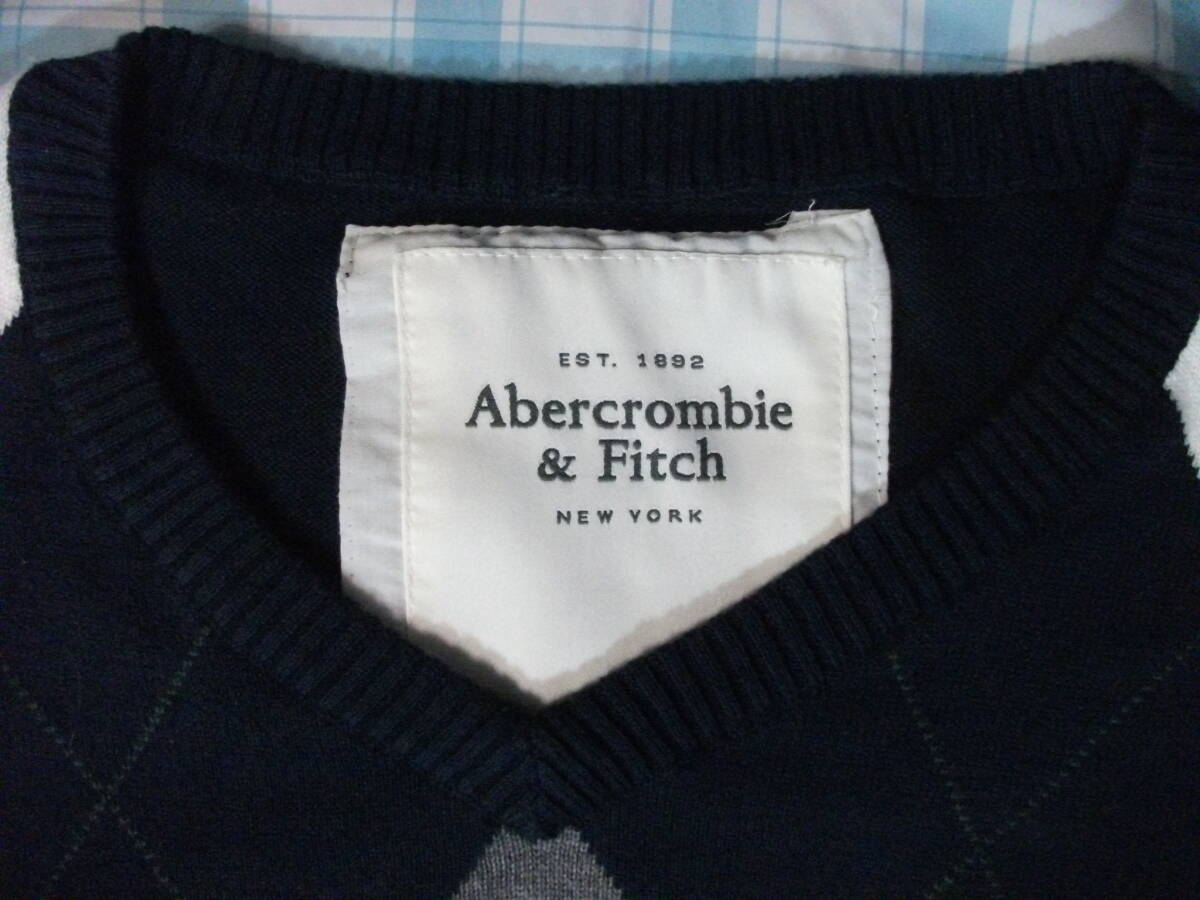 EST. 1892
Abercrombie
& Fitch
NEW YORK